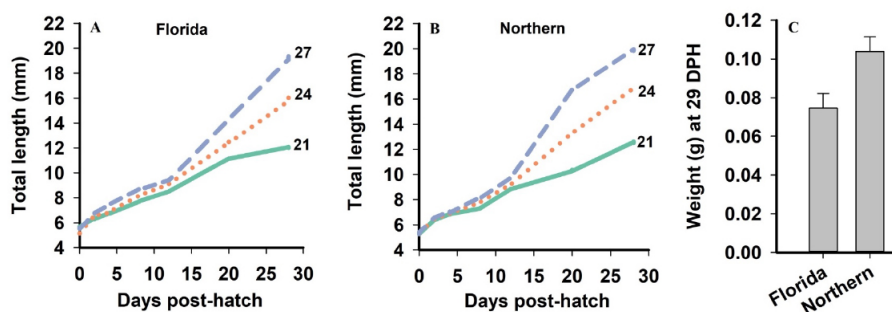 A Florida
Total length (mm)
22
20
18
16
14
12
10
8
6
4
27
24
21
0 5 10 15 20 25 30
Days post-hatch
B Northern
Total length (mm)
22
20
18
16
14
12
10
8
6
4
27
24
21
0 5 10 15 20 25 30
Days post-hatch
C
Weight (g) at 29 DPH
0.12
0.10
0.08
0.06
0.04
0.02
0.00
Florida
Northern